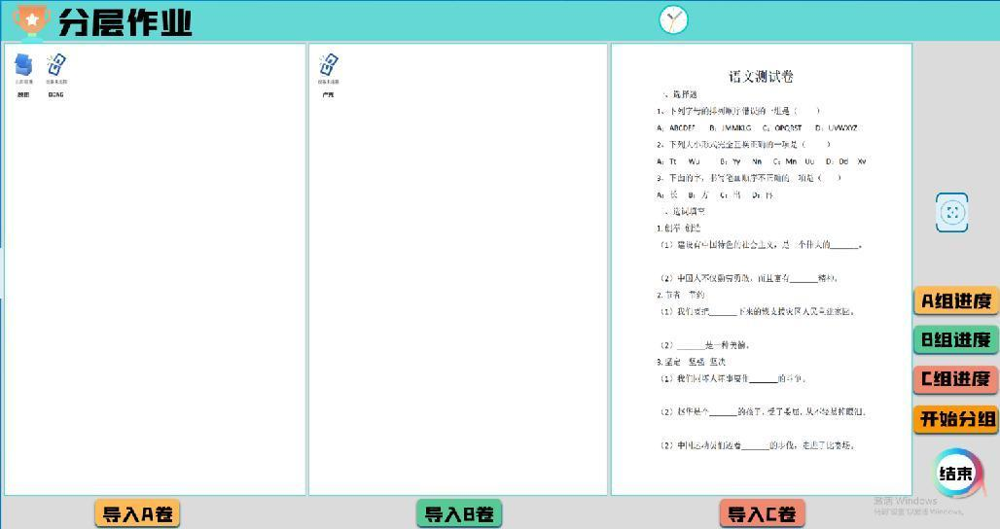 分层作业
BENG
卢克
语文测试卷
一、选择题
1、下列字母的排列顺序错误的一组是（ ）
A：ABCDEF B：JMMKLG C：OPQRST D：UVWXYZ
2、下列大小形式完全互换正确的一项是（ ）
A：Tt Wu B：Yy Nn C：Mn Uu D：Dd Xv
3、下面的字，书写笔画顺序不正确的一项是（ ）
A：长 B：万 C：出 D：再
、选词填空
1. 创举 创造
（1）建设有中国特色的社会主义，是一个伟大的______。
（2）中国人不仅勤劳勇敢，而且富有______精神。
2. 节省 节约
（1）我们要把______下来的钱支援灾区人民重建家园。
（2）______是一种美德。
3. 坚定 坚强 坚决
（1）我们同坏人坏事要作______的斗争。
（2）赵华是个______的孩子，受了委屈，从不轻易掉眼泪。
（2）中国运动员们迈着______的步伐，走进了比赛场。
A组进度
B组进度
C组进度
开始分组
结束
导入A卷
导入B卷
导入C卷
激活 Windows
转到"设置"以激活 Windows。